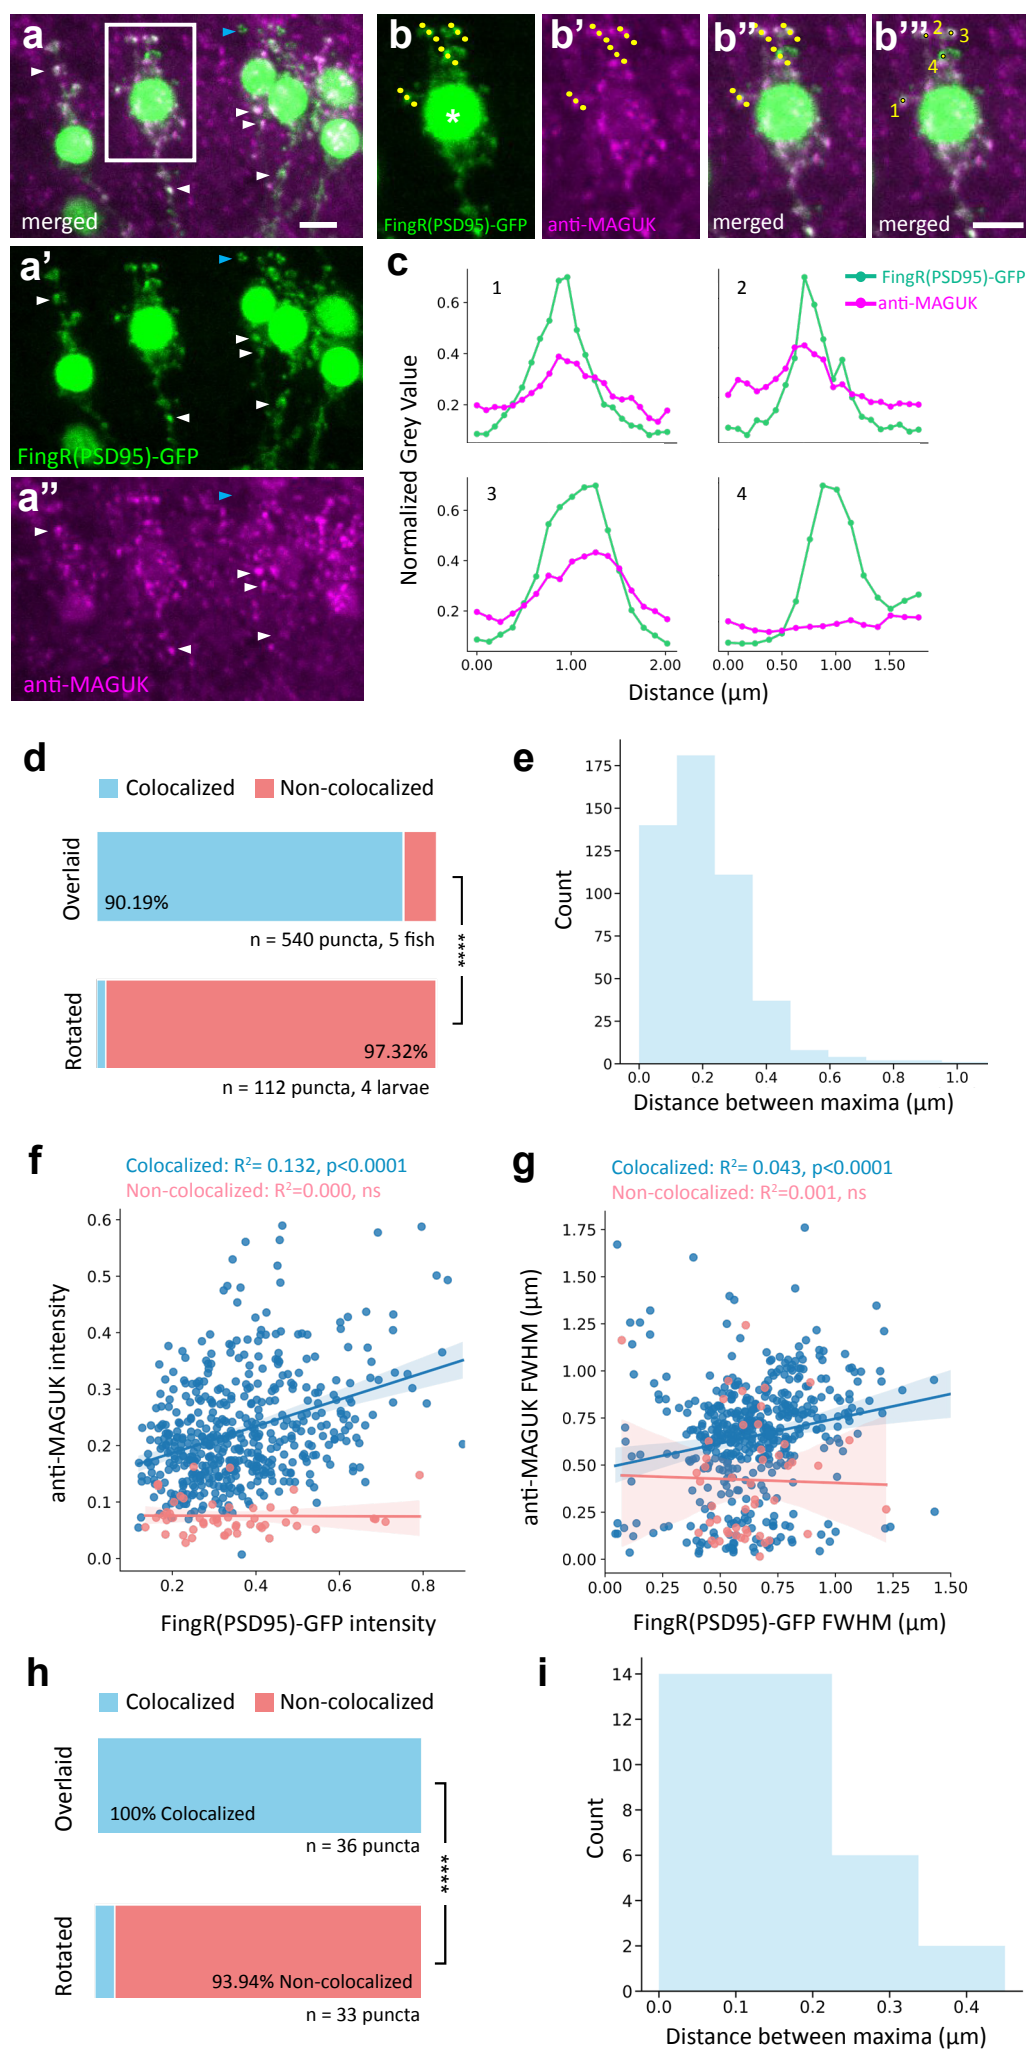 a
merged
a'
FingR(PSD95)-GFP
a"
anti-MAGUK
b
*
FingR(PSD95)-GFP
b'
anti-MAGUK
b"
merged
b"'
2
3
4
1
merged
c
Normalized Grey Value
1
0.6
0.4
0.2
2
FingR(PSD95)-GFP
anti-MAGUK
3
0.6
0.4
0.2
0.00 1.00 2.00
4
0.00 0.50 1.00 1.50
Distance (µm)
d
Colocalized Non-colocalized
Overlaid
90.19%
n = 540 puncta, 5 fish
****
Rotated
97.32%
n = 112 puncta, 4 larvae
e
Count
175
150
125
100
75
50
25
0
0.0 0.2 0.4 0.6 0.8 1.0
Distance between maxima (µm)
f
Colocalized: R²= 0.132, p<0.0001
Non-colocalized: R²=0.000, ns
anti-MAGUK intensity
0.6
0.5
0.4
0.3
0.2
0.1
0.0
0.2 0.4 0.6 0.8
FingR(PSD95)-GFP intensity
g
Colocalized: R²= 0.043, p<0.0001
Non-colocalized: R²=0.001, ns
anti-MAGUK FWHM (µm)
1.75
1.50
1.25
1.00
0.75
0.50
0.25
0.00
0.00 0.25 0.50 0.75 1.00 1.25 1.50
FingR(PSD95)-GFP FWHM (µm)
h
Colocalized Non-colocalized
Overlaid
100% Colocalized
n = 36 puncta
****
Rotated
93.94% Non-colocalized
n = 33 puncta
i
Count
14
12
10
8
6
4
2
0
0.0 0.1 0.2 0.3 0.4
Distance between maxima (µm)